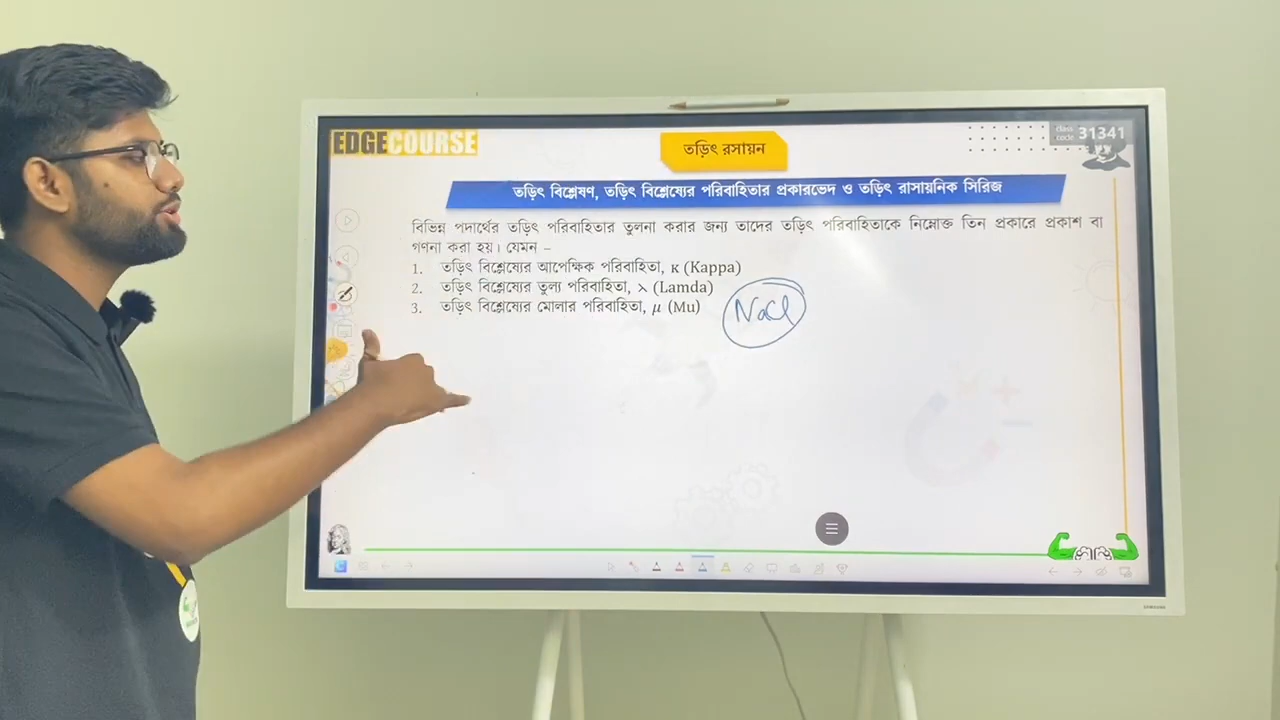 EDGECOURSE
তড়িৎ রসায়ন
class code 31341
তড়িৎ বিশ্লেষণ, তড়িৎ বিশ্লেষ্যের পরিবাহিতার প্রকারভেদ ও তড়িৎ রাসায়নিক সিরিজ
বিভিন্ন পদার্থের তড়িৎ পরিবাহিতার তুলনা করার জন্য তাদের তড়িৎ পরিবাহিতাকে নিম্নোক্ত তিন প্রকারে প্রকাশ বা
গণনা করা হয়। যেমন –
1. তড়িৎ বিশ্লেষ্যের আপেক্ষিক পরিবাহিতা, κ (Kappa)
2. তড়িৎ বিশ্লেষ্যের তুল্য পরিবাহিতা, λ (Lamda)
3. তড়িৎ বিশ্লেষ্যের মোলার পরিবাহিতা, μ (Mu)
NaCl
SAMSUNG